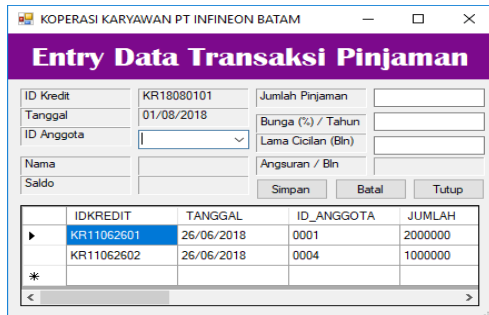 KOPERASI KARYAWAN PT INFINEON BATAM
Entry Data Transaksi Pinjaman
ID Kredit KR18080101 Jumlah Pinjaman
Tanggal 01/08/2018 Bunga (%) / Tahun
ID Anggota Lama Cicilan (Bln)
Nama Angsuran / Bln
Saldo Simpan Batal Tutup
IDKREDIT TANGGAL ID_ANGGOTA JUMLAH
KR11062601 26/06/2018 0001 2000000
KR11062602 26/06/2018 0004 1000000